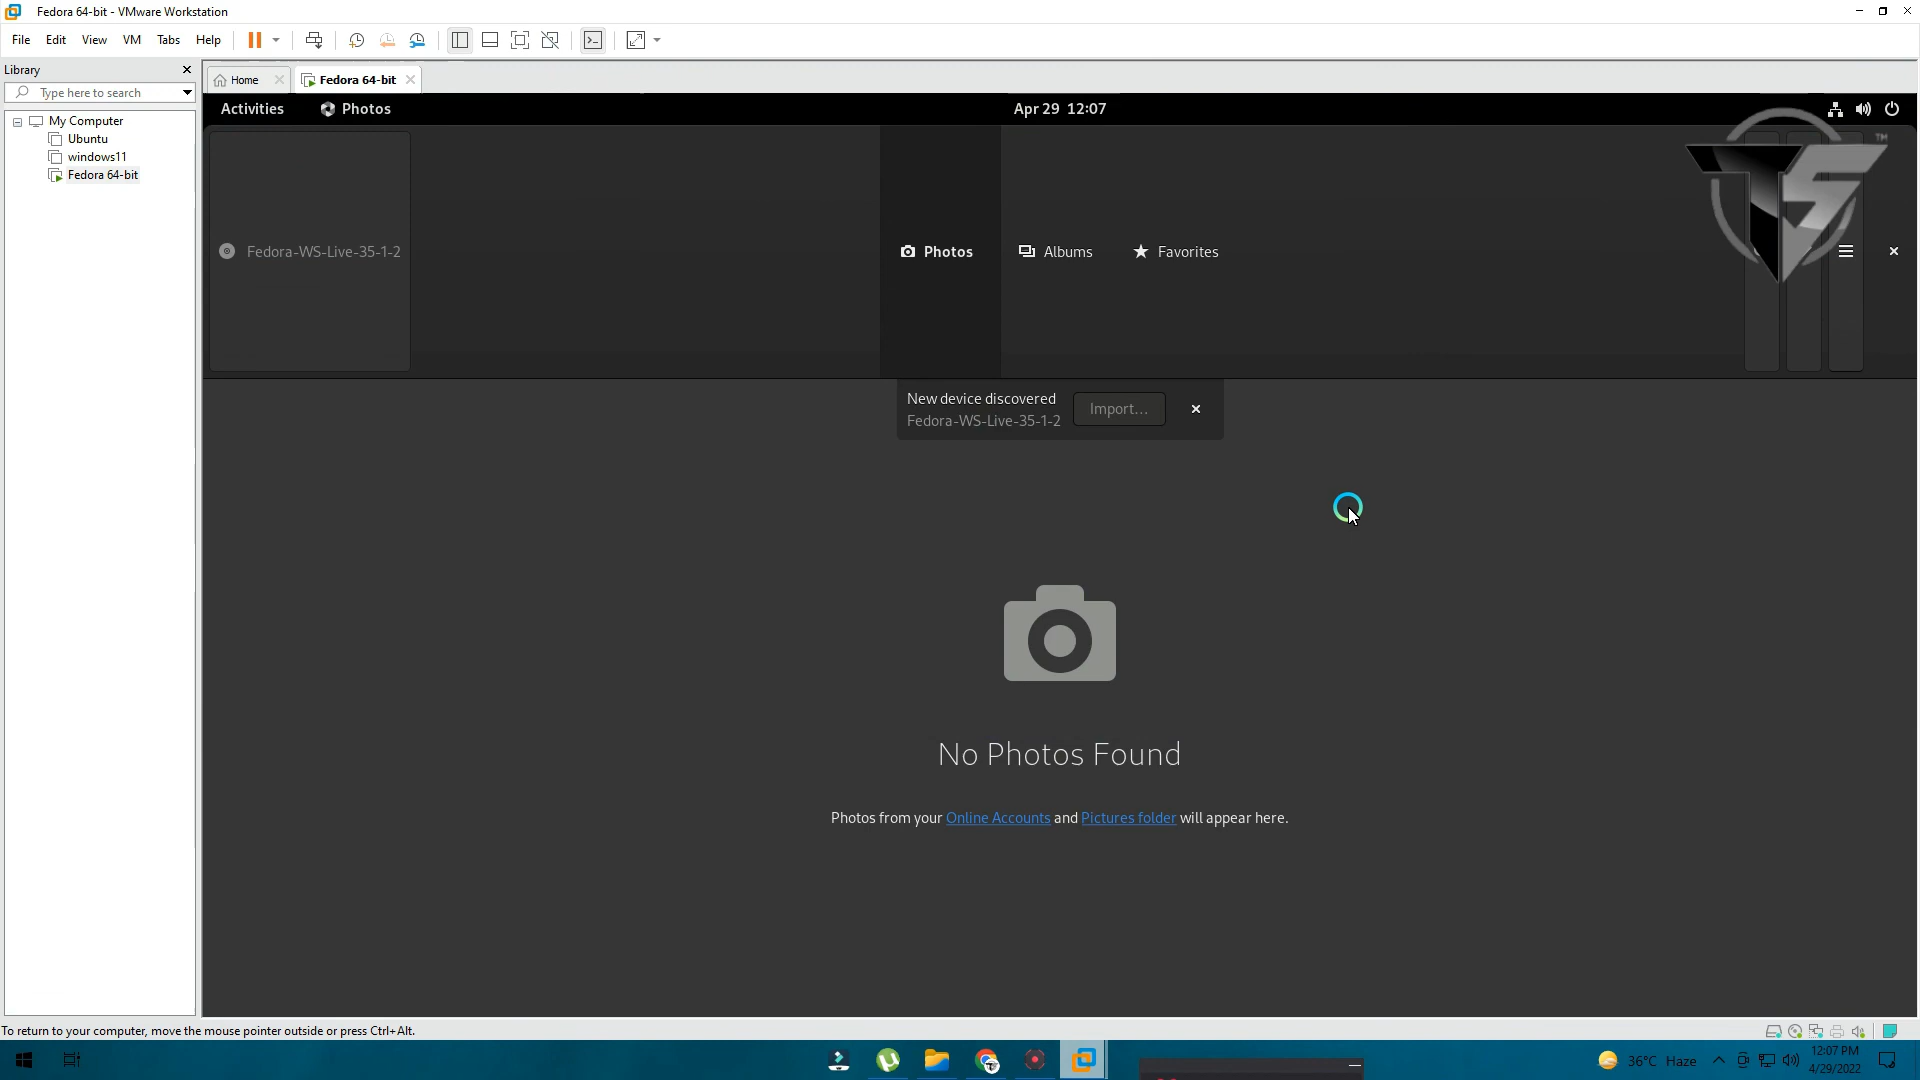 Fedora 64-bit - VMware Workstation
File Edit View VM Tabs Help
Library
Type here to search
Home
Fedora 64-bit
My Computer
Ubuntu
windows11
Fedora 64-bit
Activities
Photos
Apr 29 12:07
TS
TM
Fedora-WS-Live-35-1-2
Photos
Albums
Favorites
New device discovered
Fedora-WS-Live-35-1-2
Import...
No Photos Found
Photos from your Online Accounts and Pictures folder will appear here.
To return to your computer, move the mouse pointer outside or press Ctrl+Alt.
36°C Haze
12:07 PM
4/29/2022